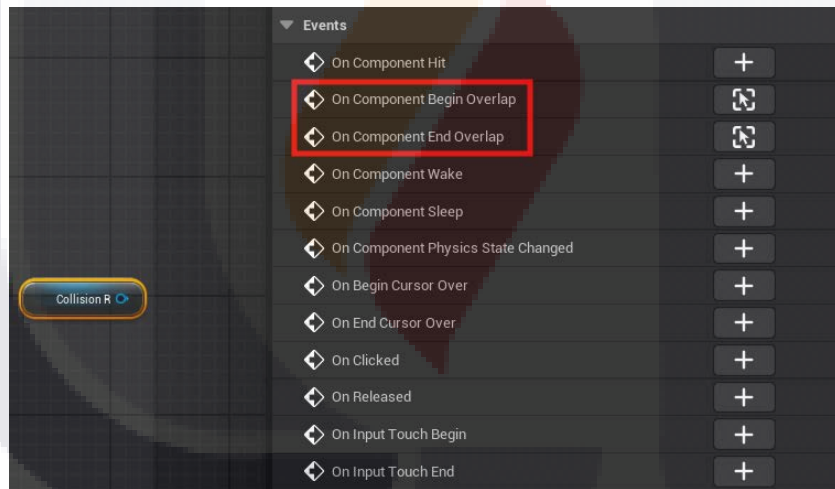 Events
On Component Hit
On Component Begin Overlap
On Component End Overlap
On Component Wake
On Component Sleep
On Component Physics State Changed
On Begin Cursor Over
Collision R
On End Cursor Over
On Clicked
On Released
On Input Touch Begin
On Input Touch End